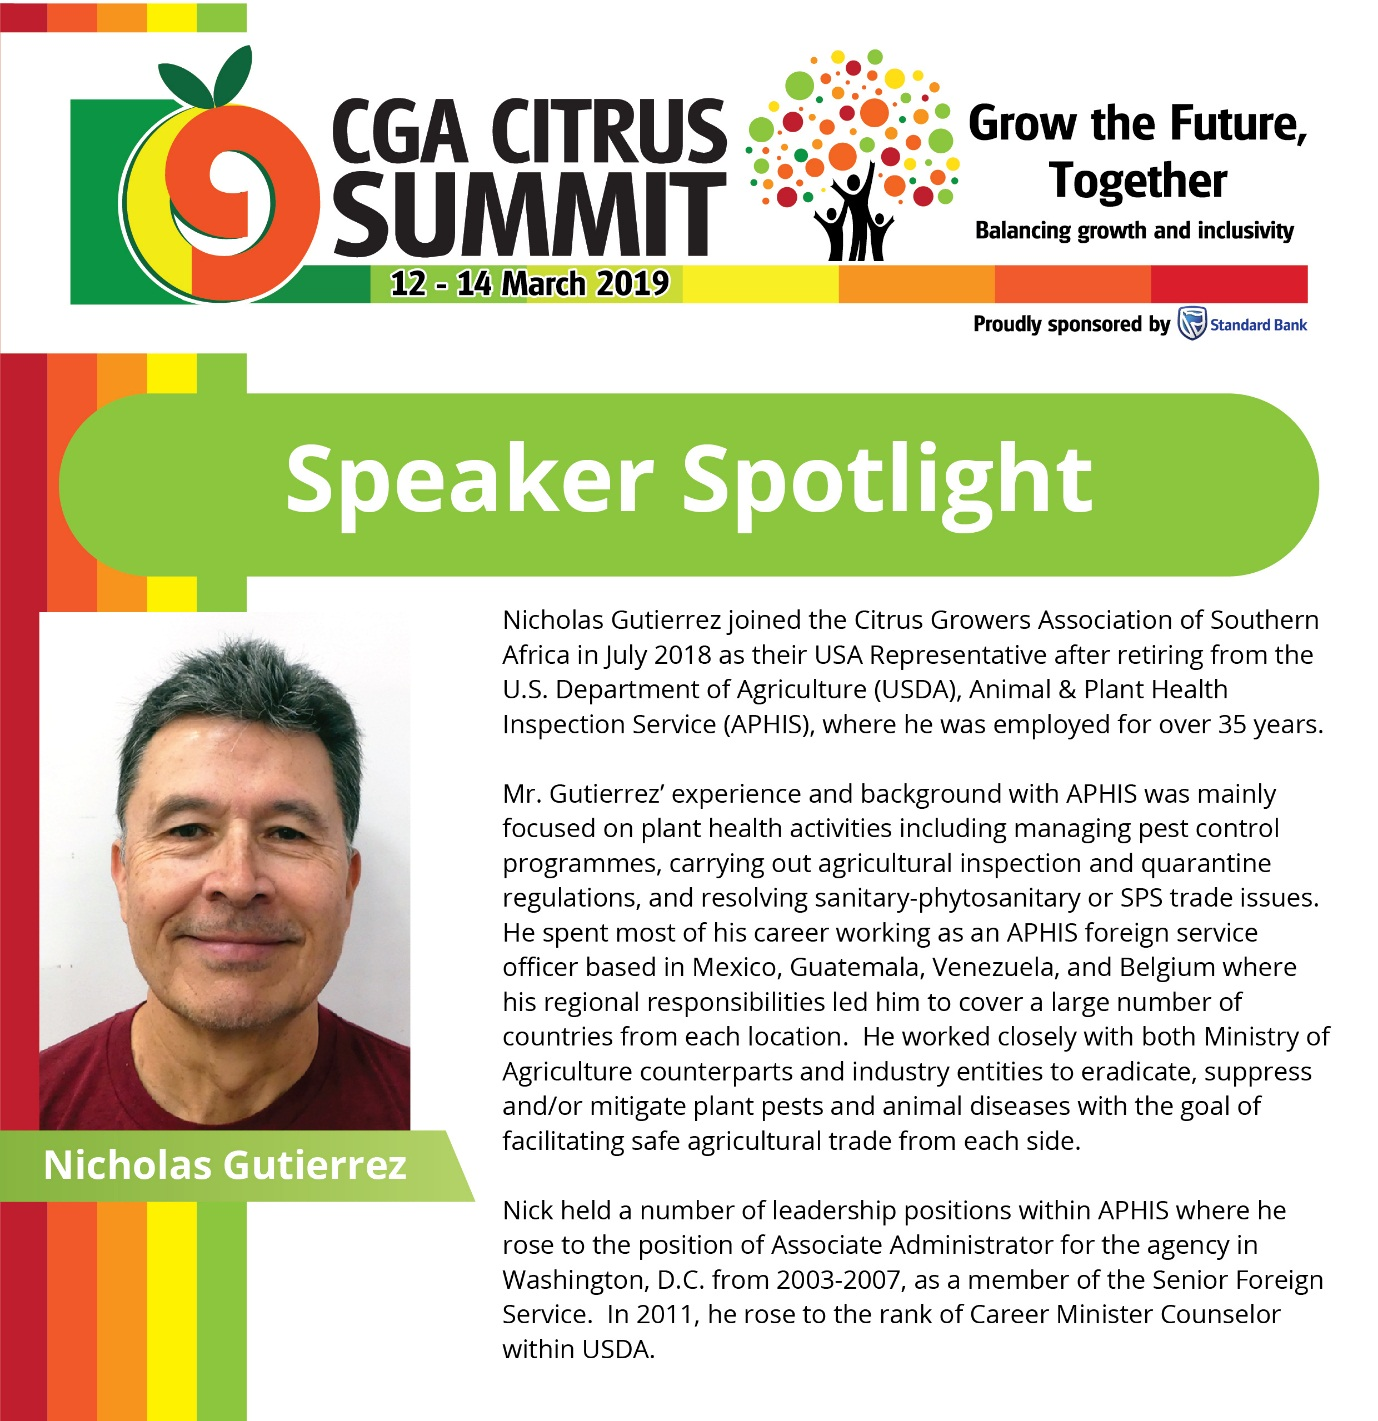 CGA CITRUS
SUMMIT
12 - 14 March 2019
Grow the Future,
Together
Balancing growth and inclusivity
Proudly sponsored by Standard Bank
Speaker Spotlight
Nicholas Gutierrez joined the Citrus Growers Association of Southern
Africa in July 2018 as their USA Representative after retiring from the
U.S. Department of Agriculture (USDA), Animal & Plant Health
Inspection Service (APHIS), where he was employed for over 35 years.
Mr. Gutierrez’ experience and background with APHIS was mainly
focused on plant health activities including managing pest control
programmes, carrying out agricultural inspection and quarantine
regulations, and resolving sanitary-phytosanitary or SPS trade issues.
He spent most of his career working as an APHIS foreign service
officer based in Mexico, Guatemala, Venezuela, and Belgium where
his regional responsibilities led him to cover a large number of
countries from each location.  He worked closely with both Ministry of
Agriculture counterparts and industry entities to eradicate, suppress
and/or mitigate plant pests and animal diseases with the goal of
facilitating safe agricultural trade from each side.
Nicholas Gutierrez
Nick held a number of leadership positions within APHIS where he
rose to the position of Associate Administrator for the agency in
Washington, D.C. from 2003-2007, as a member of the Senior Foreign
Service.  In 2011, he rose to the rank of Career Minister Counselor
within USDA.